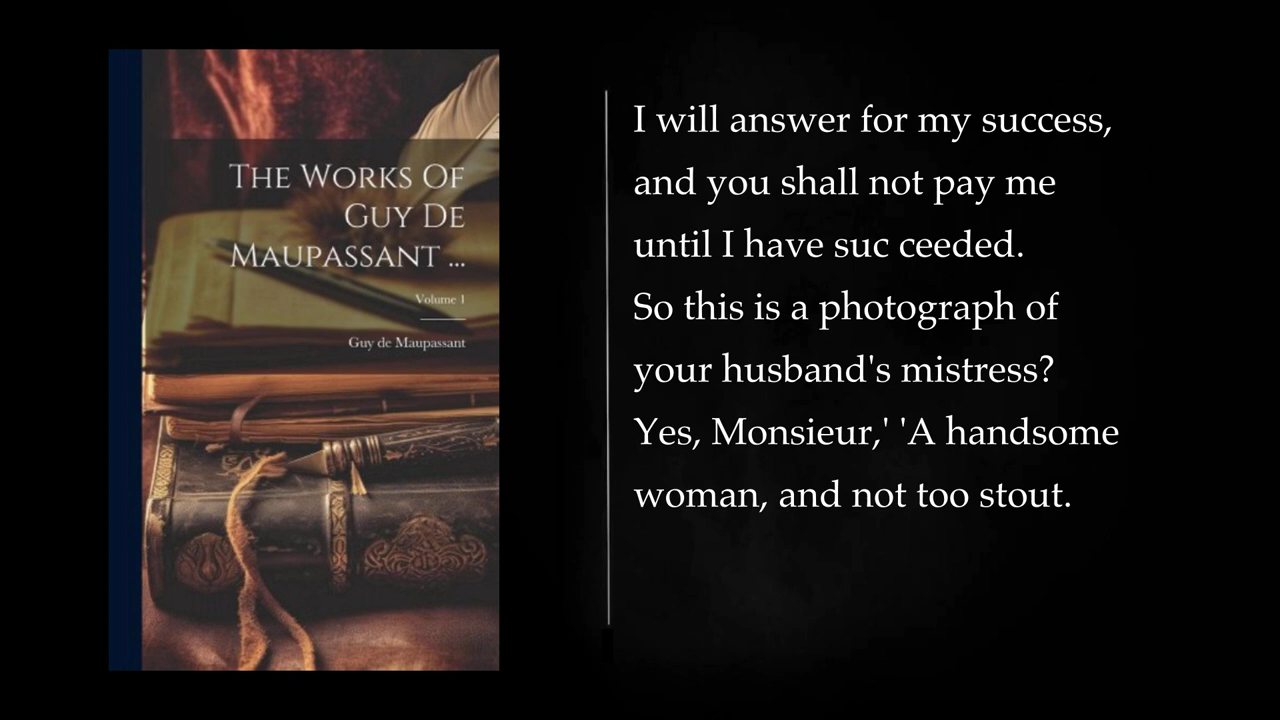 The Works Of
Guy De
Maupassant ...
Volume 1
Guy de Maupassant
I will answer for my success,
and you shall not pay me
until I have suc ceeded.
So this is a photograph of
your husband's mistress?
Yes, Monsieur,' 'A handsome
woman, and not too stout.